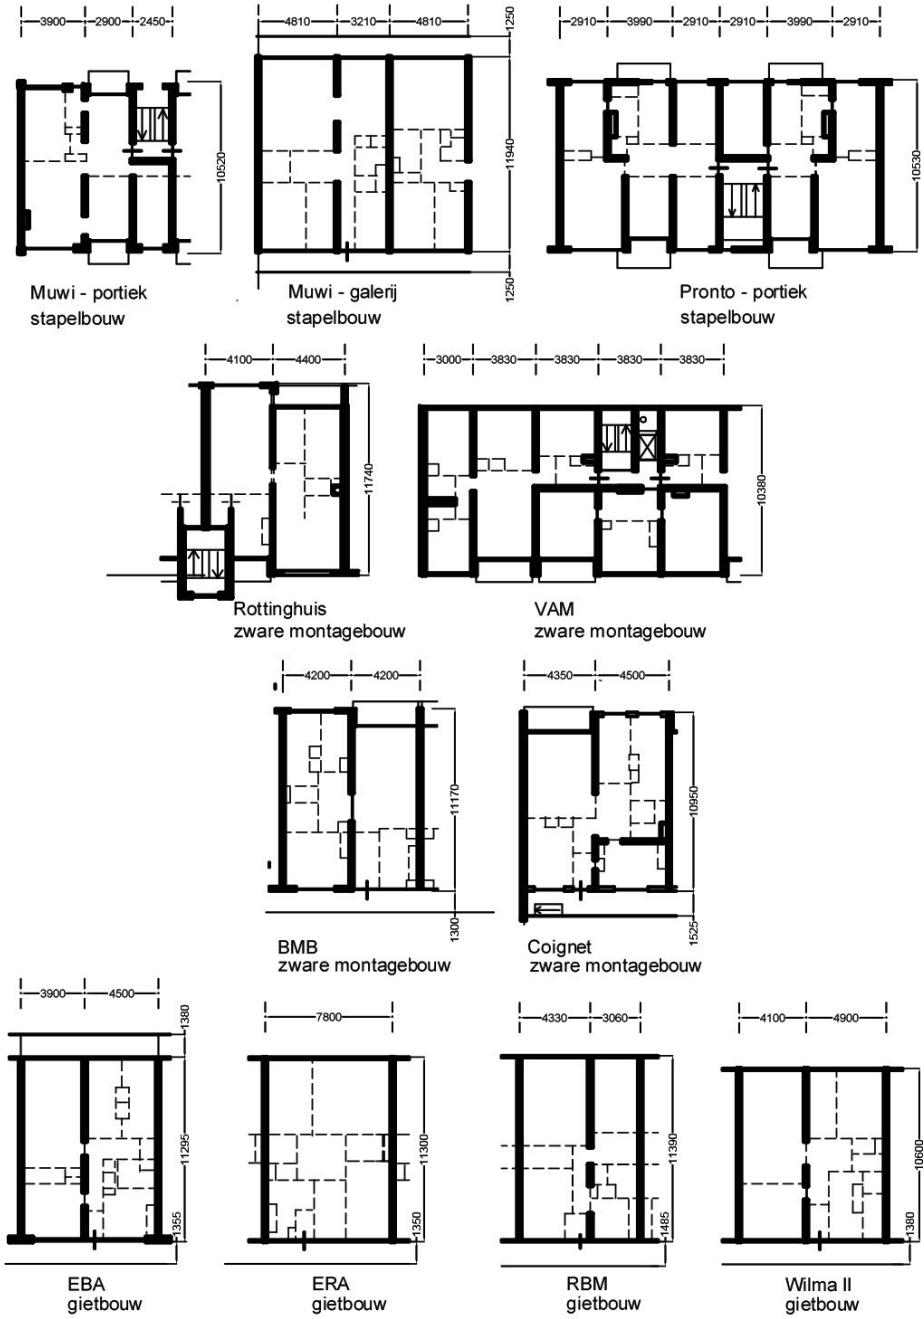 3900 2900 2450
4810 3210 4810
1250
2910 3990 2910 2910 3990 2910
10520
11940
10530
1250
Muwi - portiek
stapelbouw
Muwi - galerij
stapelbouw
Pronto - portiek
stapelbouw
4100 4400
3000 3830 3830 3830 3830
11740
10380
Rottinghuis
zware montagebouw
VAM
zware montagebouw
4200 4200
4350 4500
11170
10950
1300
1525
BMB
zware montagebouw
Coignet
zware montagebouw
3900 4500
1380
7800
4330 3060
4100 4900
11295
11300
11390
10600
1355
1350
1485
1380
EBA
gietbouw
ERA
gietbouw
RBM
gietbouw
Wilma II
gietbouw